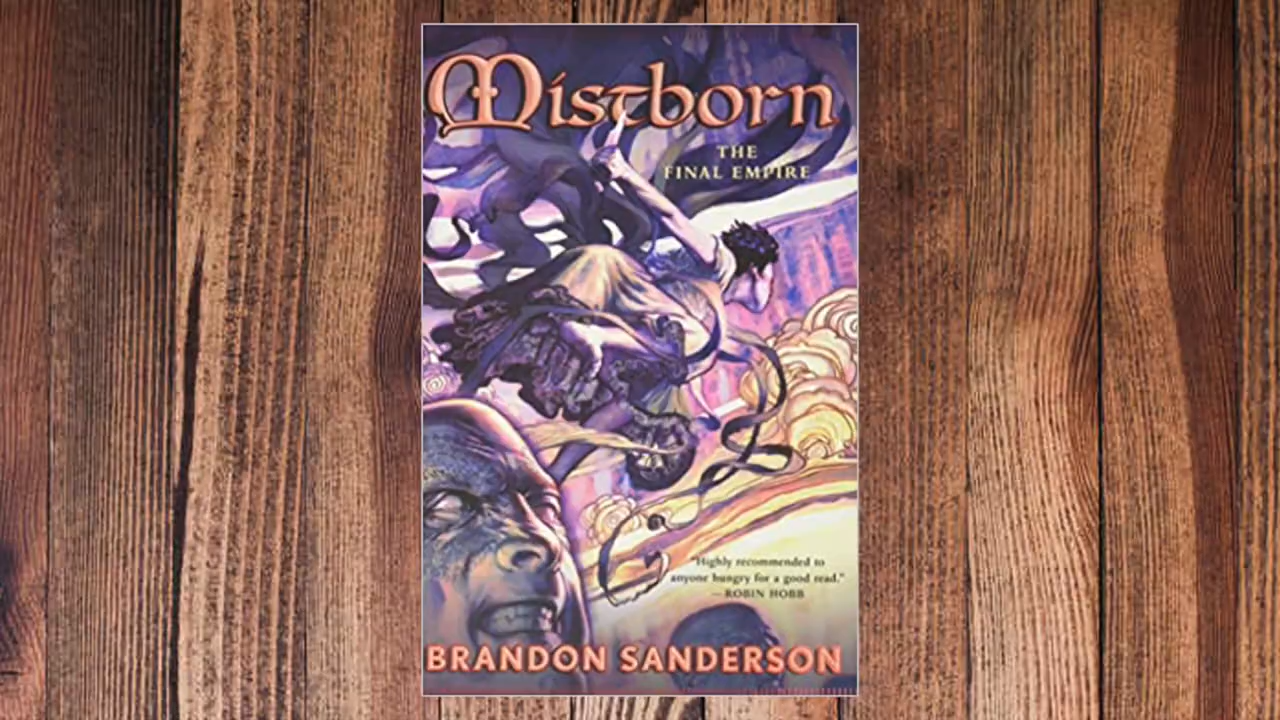 Mistborn
THE
FINAL EMPIRE
"Highly recommended to
anyone hungry for a good read."
— ROBIN HOBB
BRANDON SANDERSON